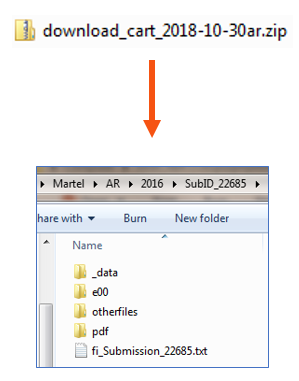 download_cart_2018-10-30ar.zip
Martel AR 2016 SubID_22685
hare with Burn New folder
Name
_data
e00
otherfiles
pdf
fi_Submission_22685.txt